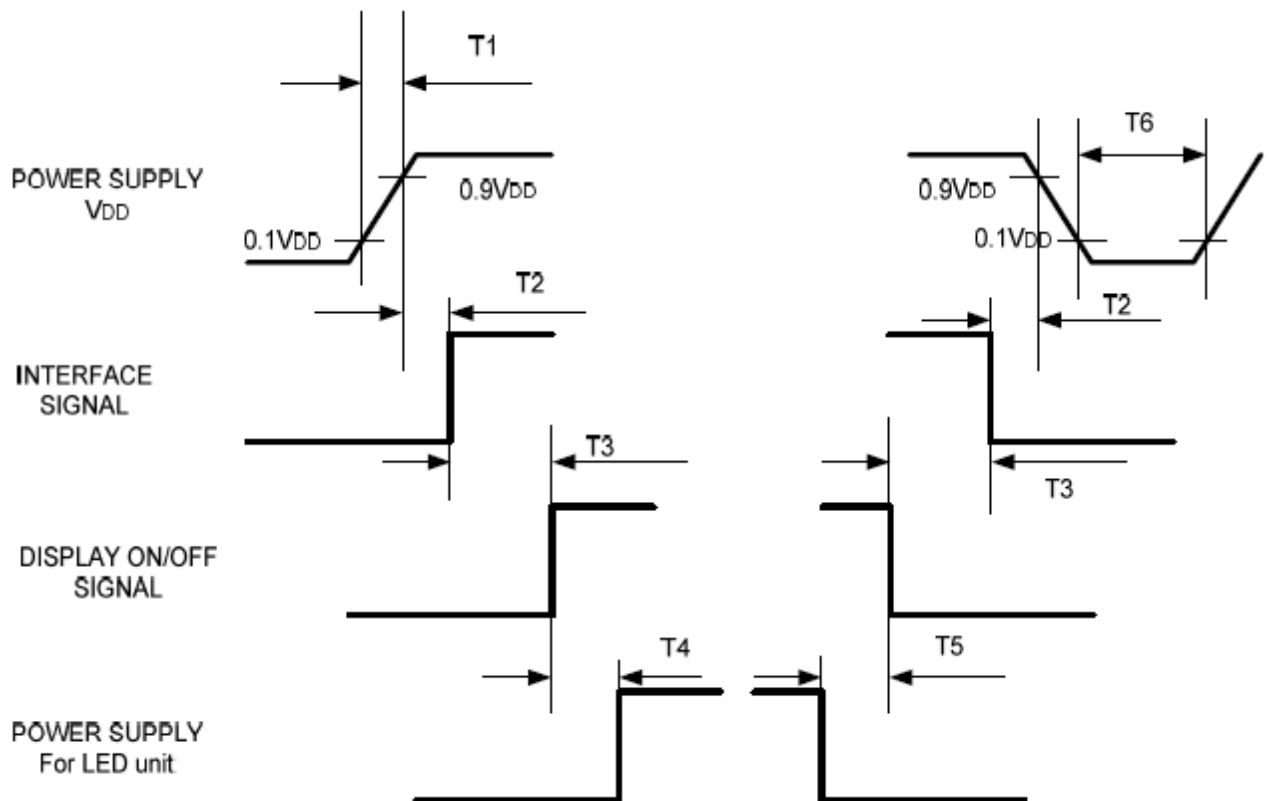 T1
T6
POWER SUPPLY
VDD
0.9VDD
0.9VDD
0.1VDD
0.1VDD
T2
T2
INTERFACE
SIGNAL
T3
T3
DISPLAY ON/OFF
SIGNAL
T4
T5
POWER SUPPLY
For LED unit